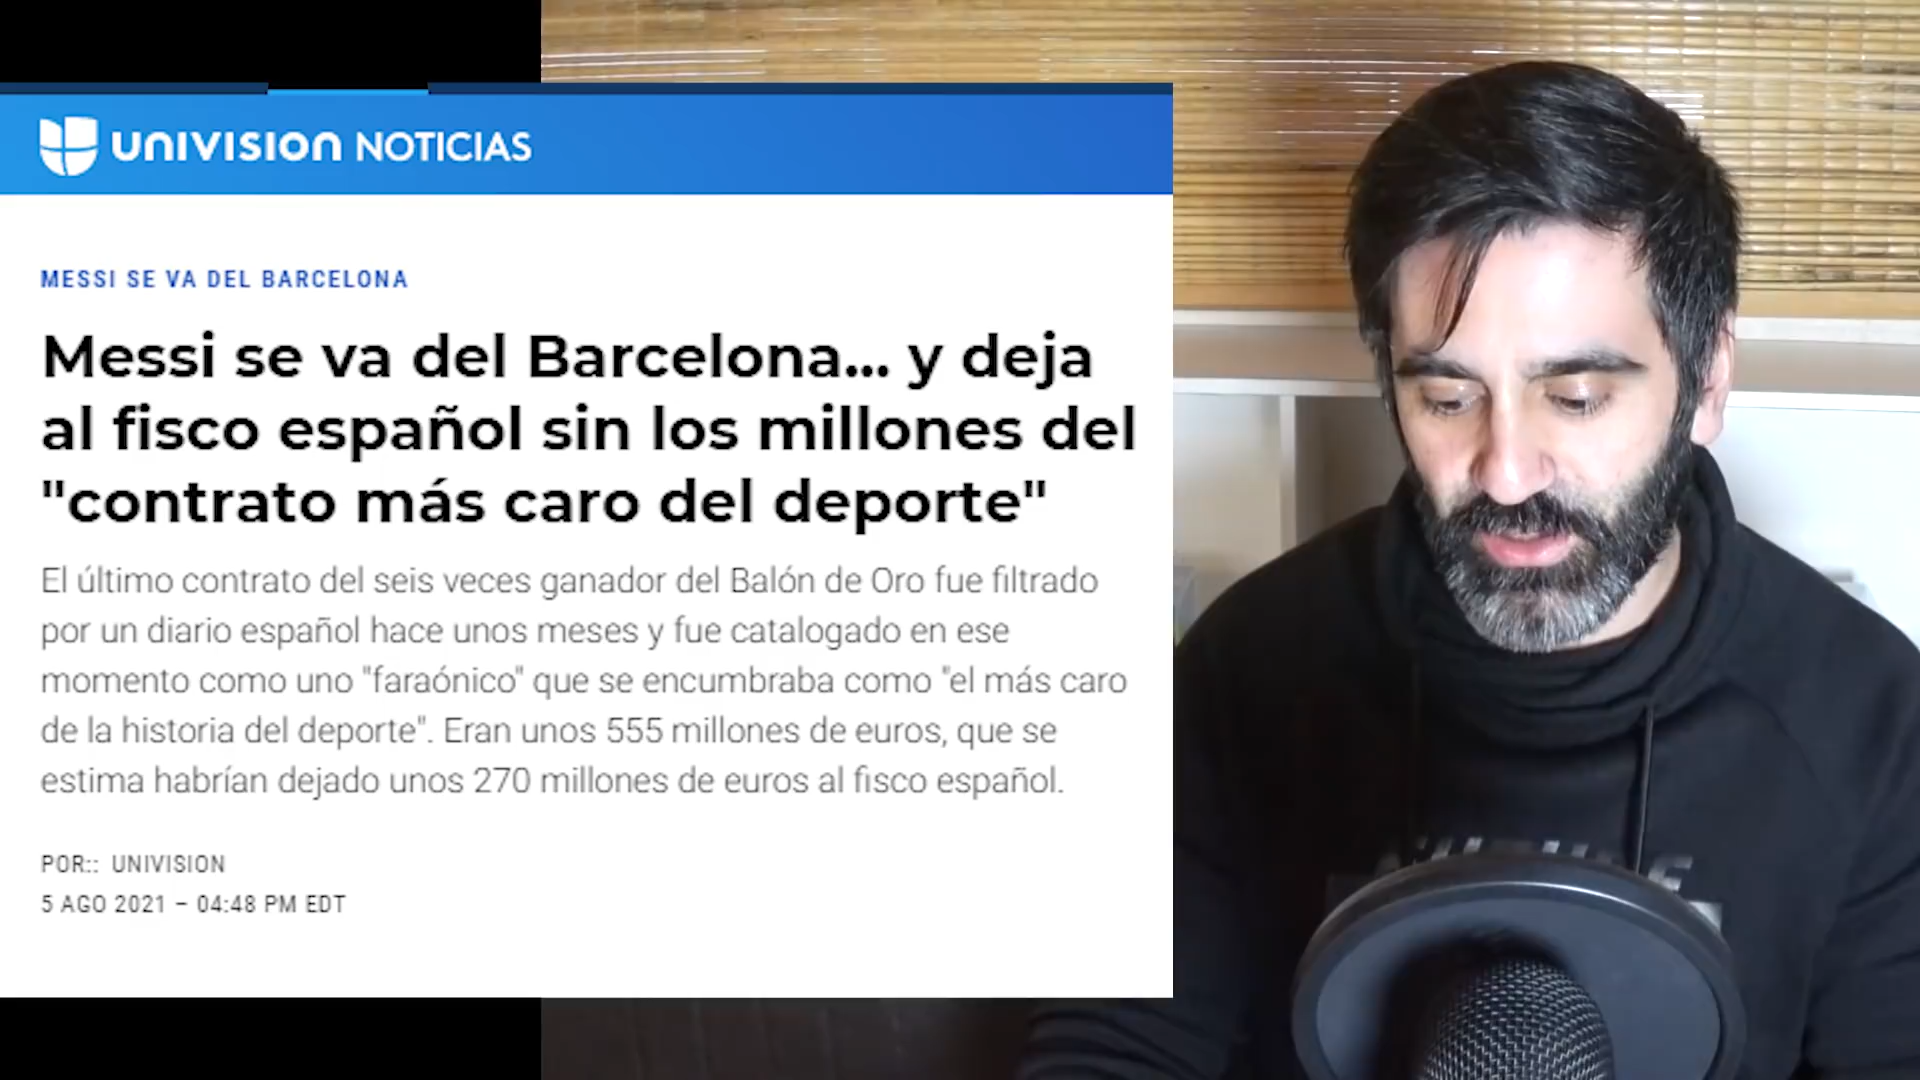 UNIVISION NOTICIAS
MESSI SE VA DEL BARCELONA
Messi se va del Barcelona... y deja
al fisco español sin los millones del
"contrato más caro del deporte"
El último contrato del seis veces ganador del Balón de Oro fue filtrado
por un diario español hace unos meses y fue catalogado en ese
momento como uno "faraónico" que se encumbraba como "el más caro
de la historia del deporte". Eran unos 555 millones de euros, que se
estima habrían dejado unos 270 millones de euros al fisco español.
POR:: UNIVISION
5 AGO 2021 – 04:48 PM EDT